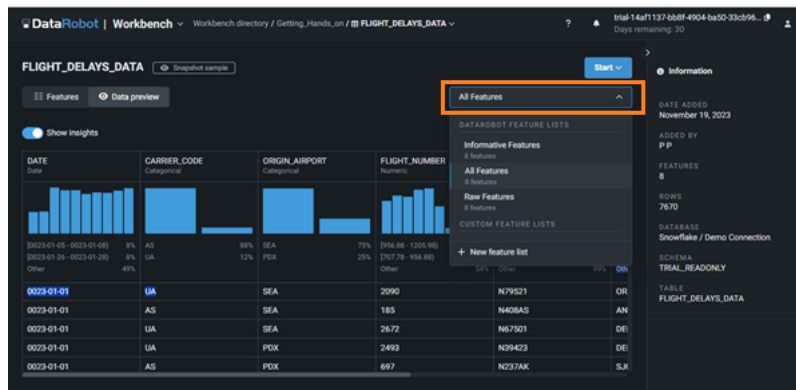 DataRobot | Workbench Workbench directory / Getting_Hands_on / FLIGHT_DELAYS_DATA ? trial-14af1137-bb8f-4904-ba50-33cb96...
Days remaining: 30
FLIGHT_DELAYS_DATA Snapshot sample Start
Information
Features Data preview All Features
DATE ADDED
November 19, 2023
Show insights
DATAROBOT FEATURE LISTS
ADDED BY
P P
Informative Features
8 features
All Features
8 features
Raw Features
8 features
CUSTOM FEATURE LISTS
+ New feature list
FEATURES
8
ROWS
7670
DATABASE
Snowflake / Demo Connection
SCHEMA
TRIAL_READONLY
TABLE
FLIGHT_DELAYS_DATA
DATE CARRIER_CODE ORIGIN_AIRPORT FLIGHT_NUMBER
Date Categorical Categorical Numeric
[0023-01-05 - 0023-01-08) 8% AS 88% SEA 75% [956.88 - 1205.98)
[0023-01-26 - 0023-01-28) 8% UA 12% PDX 25% [707.78 - 956.88)
Other 49% Other 54% Other 99% Oth
0023-01-01 UA SEA 2090 N79521 OR
0023-01-01 AS SEA 185 N408AS AN
0023-01-01 UA SEA 2672 N67501 DE
0023-01-01 UA PDX 2493 N39423 DE
0023-01-01 AS PDX 697 N237AK SJ